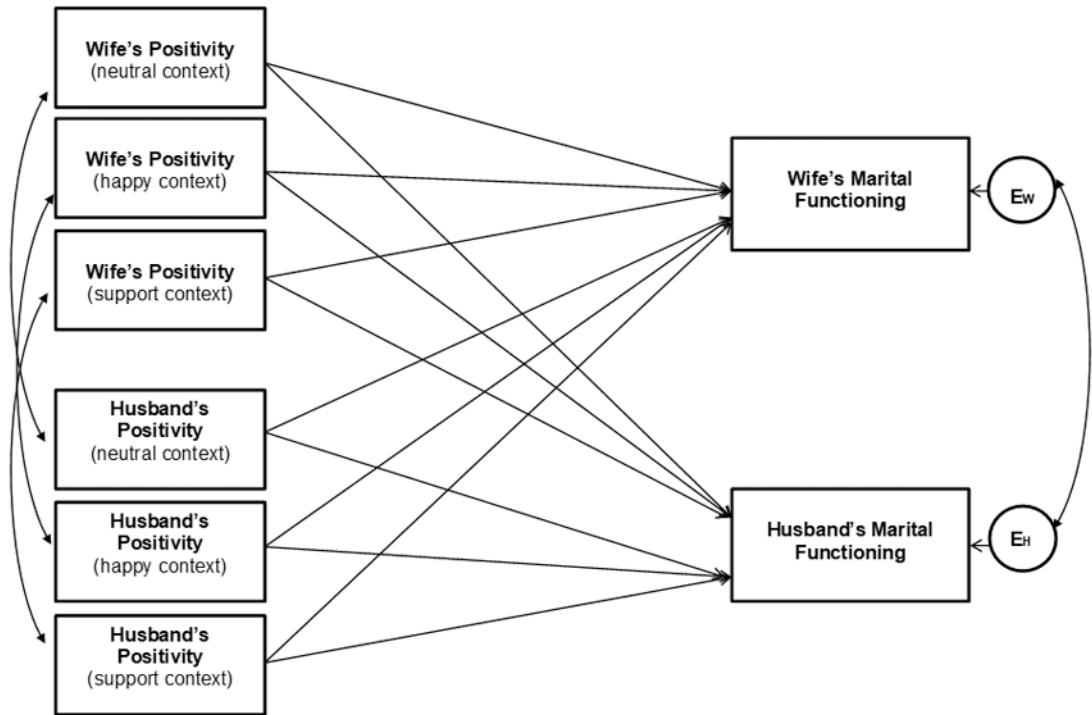 Wife's Positivity
(neutral context)
Wife's Positivity
(happy context)
Wife's Positivity
(support context)
Husband's
Positivity
(neutral context)
Husband's
Positivity
(happy context)
Husband's
Positivity
(support context)
Wife's Marital
Functioning
EW
Husband's Marital
Functioning
EH